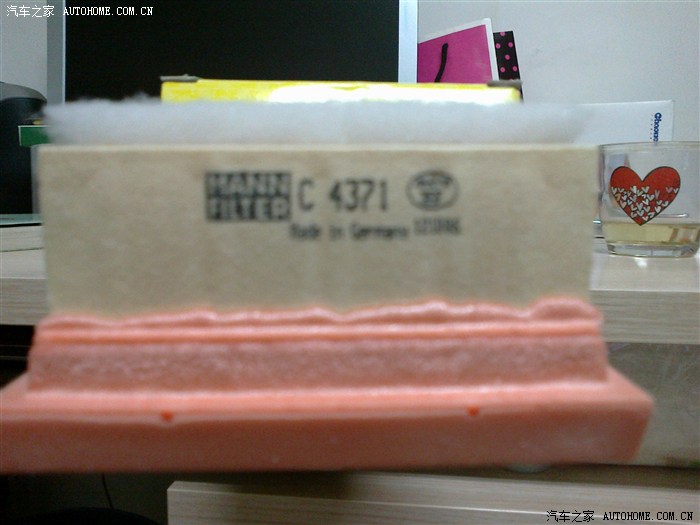 汽车之家 AUTOHOME.COM.CN
MANN
FILTER
C 4371
Made in Germany
汽车之家 AUTOHOME.COM.CN